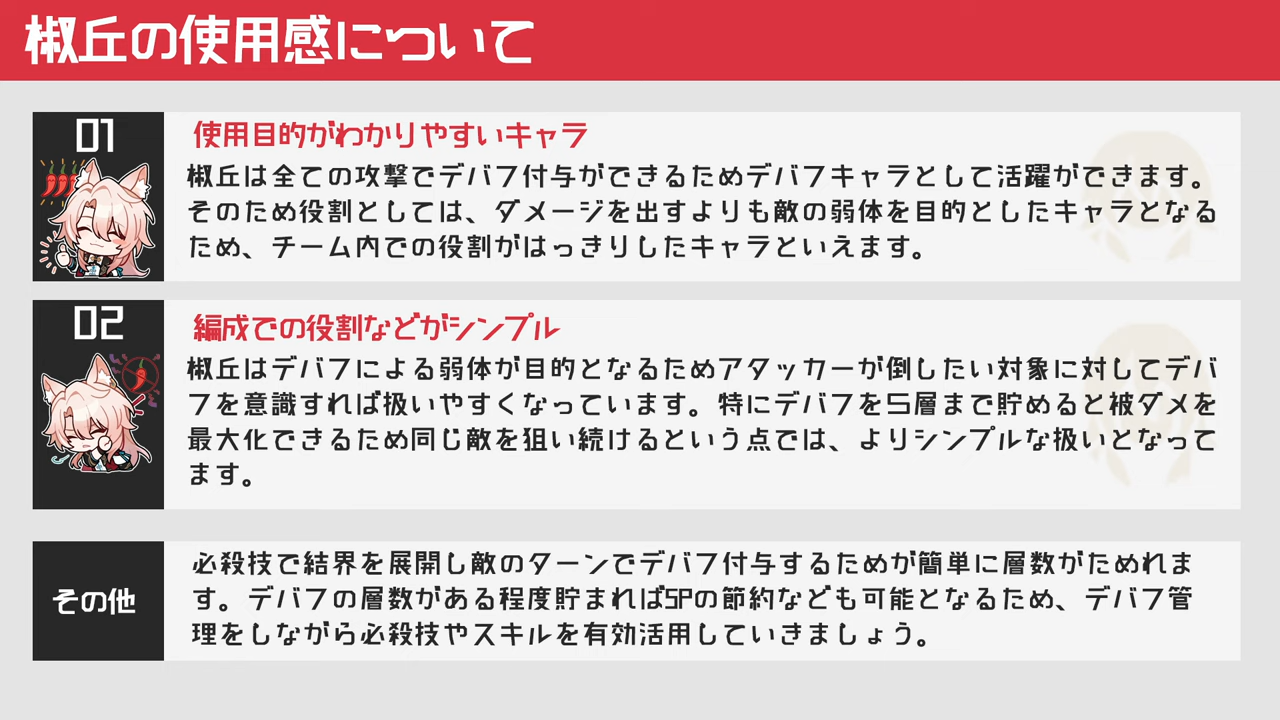 椒丘の使用感について
01
使用目的がわかりやすいキャラ
椒丘は全ての攻撃でデバフ付与ができるためデバフキャラとして活躍ができます。
そのため役割としては、ダメージを出すよりも敵の弱体を目的としたキャラとなる
ため、チーム内での役割がはっきりしたキャラといえます。
02
編成での役割などがシンプル
椒丘はデバフによる弱体が目的となるためアタッカーが倒したい対象に対してデバ
フを意識すれば扱いやすくなっています。特にデバフを5層まで貯めると被ダメを
最大化できるため同じ敵を狙い続けるという点では、よりシンプルな扱いとなって
ます。
その他
必殺技で結界を展開し敵のターンでデバフ付与するためが簡単に層数がためれま
す。デバフの層数がある程度貯まればSPの節約なども可能となるため、デバフ管
理をしながら必殺技やスキルを有効活用していきましょう。